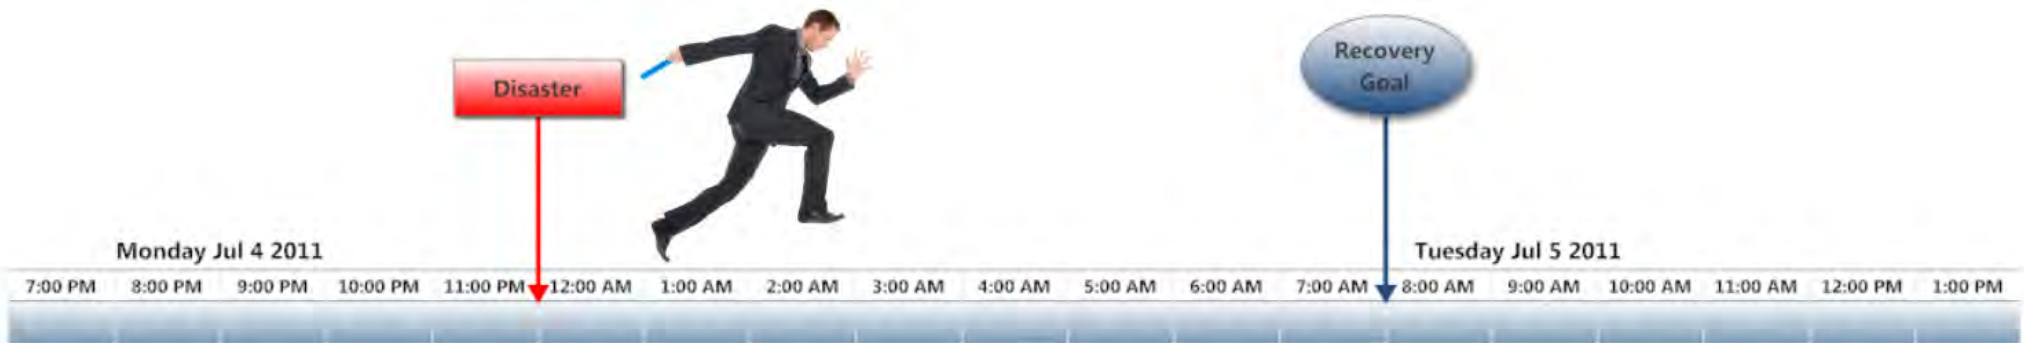 Disaster
Recovery
Goal
Monday Jul 4 2011
Tuesday Jul 5 2011
7:00 PM 8:00 PM 9:00 PM 10:00 PM 11:00 PM 12:00 AM 1:00 AM 2:00 AM 3:00 AM 4:00 AM 5:00 AM 6:00 AM 7:00 AM 8:00 AM 9:00 AM 10:00 AM 11:00 AM 12:00 PM 1:00 PM